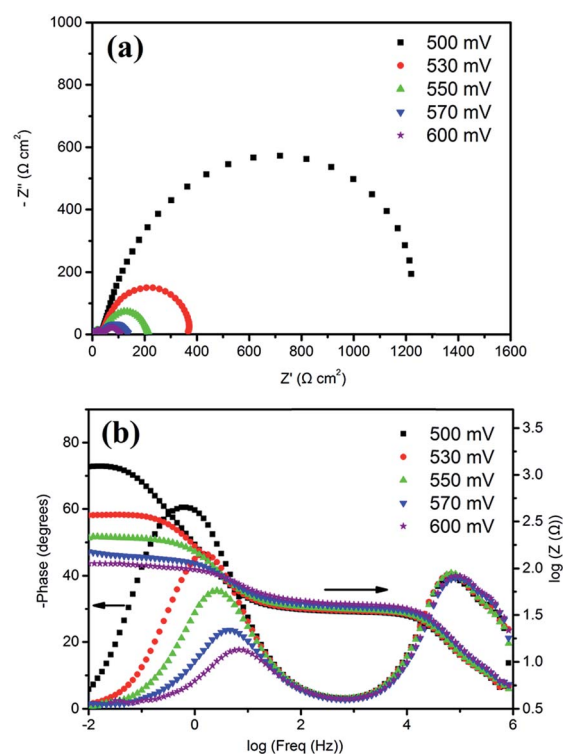 (a)
500 mV
530 mV
550 mV
570 mV
600 mV
1000
800
600
400
200
0
- Z'' (Ω cm²)
0 200 400 600 800 1000 1200 1400 1600
Z' (Ω cm²)
(b)
500 mV
530 mV
550 mV
570 mV
600 mV
80
60
40
20
0
-Phase (degrees)
3.5
3.0
2.5
2.0
1.5
1.0
0.5
log (Z (Ω))
-2 0 2 4 6
log (Freq (Hz))